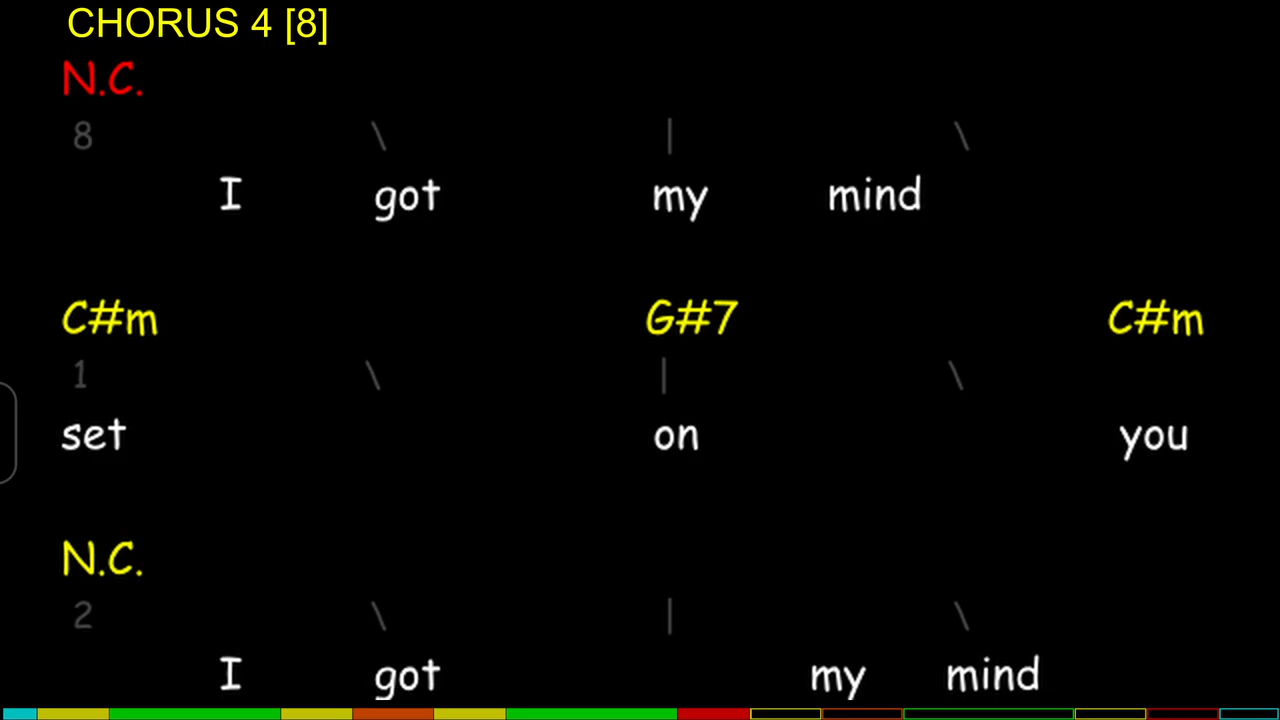 CHORUS 4 [8]
N.C.
8 \ | \
I got my mind
C#m G#7 C#m
1 \ | \
set on you
N.C.
2 \ | \
I got my mind